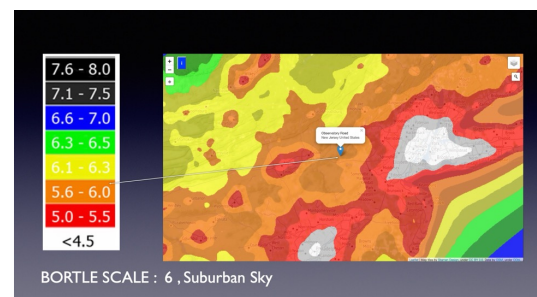 7.6 - 8.0
7.1 - 7.5
6.6 - 7.0
6.3 - 6.5
6.1 - 6.3
5.6 - 6.0
5.0 - 5.5
<4.5
Observatory Road
New Jersey United States
BORTLE SCALE : 6 , Suburban Sky